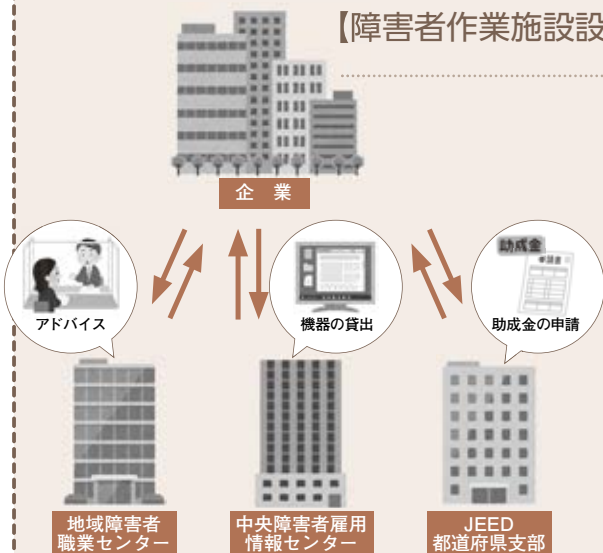 【障害者作業施設設
企業
アドバイス
機器の貸出
助成金
申請書
助成金の申請
地域障害者
職業センター
中央障害者雇用
情報センター
JEED
都道府県支部